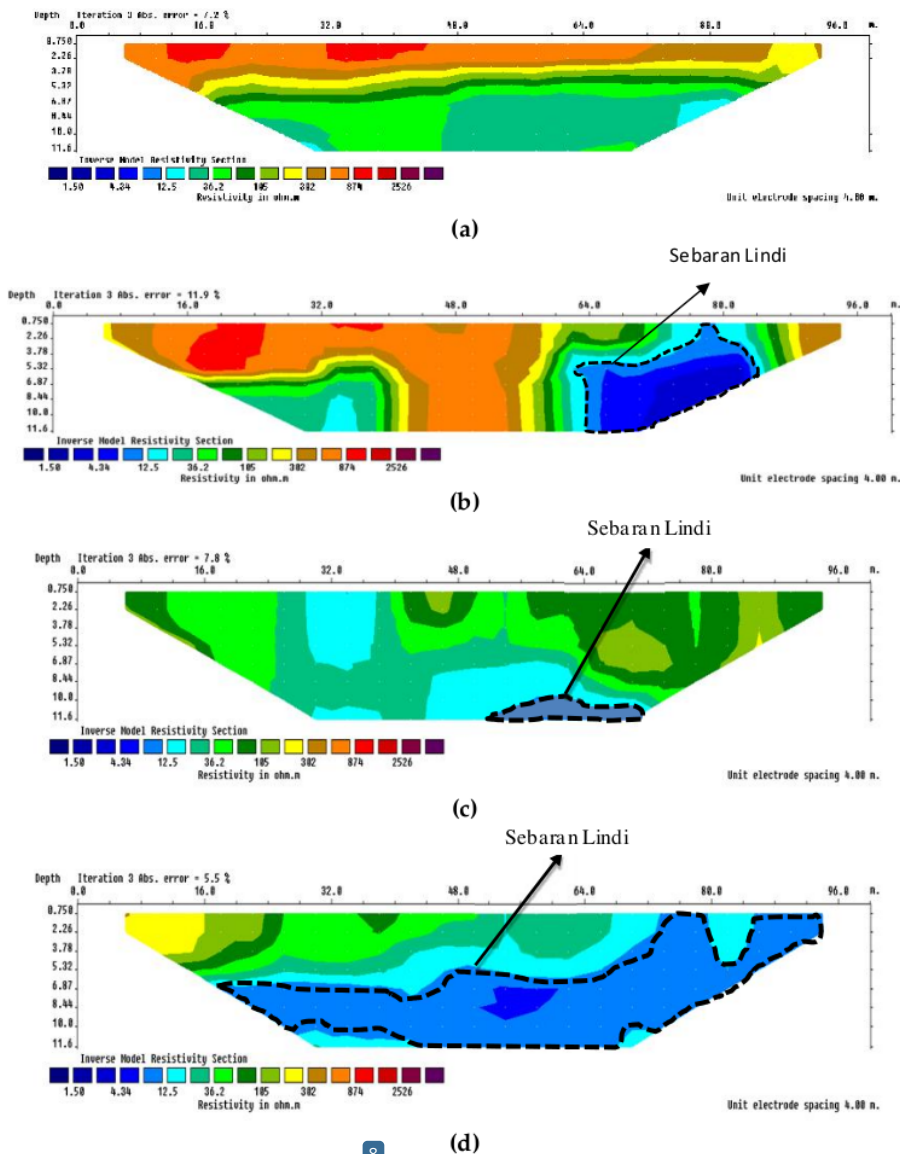 Depth Iteration 3 Abs. error = 7.2 %
0.0 16.0 32.0 48.0 64.0 80.0 96.0 m.
0.750
2.26
3.78
5.32
6.87
8.44
10.0
11.6
Inverse Model Resistivity Section
1.50 4.34 12.5 36.2 105 302 874 2526
Resistivity in ohm.m
Unit electrode spacing 4.00 m.
(a)
Sebaran Lindi
Depth Iteration 3 Abs. error = 11.9 %
0.0 16.0 32.0 48.0 64.0 80.0 96.0 m.
0.750
2.26
3.78
5.32
6.87
8.44
10.0
11.6
Inverse Model Resistivity Section
1.50 4.34 12.5 36.2 105 302 874 2526
Resistivity in ohm.m
Unit electrode spacing 4.00 m.
(b)
Sebaran Lindi
Depth Iteration 3 Abs. error = 7.8 %
0.0 16.0 32.0 48.0 64.0 80.0 96.0 m.
0.750
2.26
3.78
5.32
6.87
10.0
11.6
Inverse Model Resistivity Section
1.50 4.34 12.5 36.2 105 302 874 2526
Resistivity in ohm.m
Unit electrode spacing 4.00 m.
(c)
Sebaran Lindi
Depth Iteration 3 Abs. error = 5.5 %
0.0 16.0 32.0 48.0 64.0 80.0 96.0 m.
0.750
2.26
3.78
5.32
6.87
8.44
10.0
11.6
Inverse Model Resistivity Section
1.50 4.34 12.5 36.2 105 302 874 2526
Resistivity in ohm.m
Unit electrode spacing 4.00 m.
8
(d)